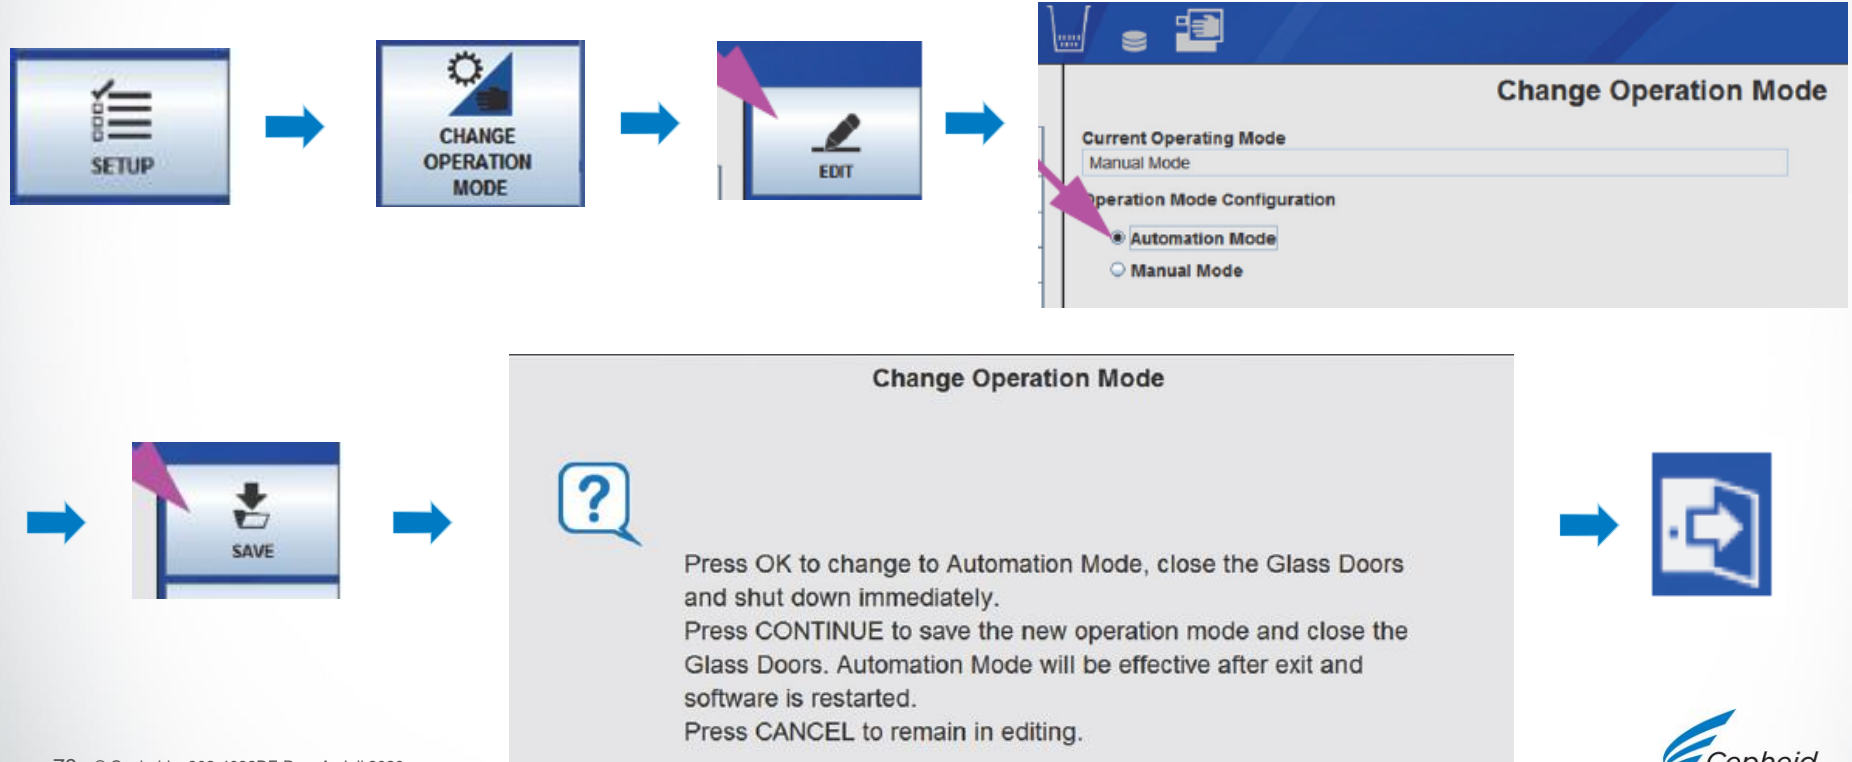 SETUP
CHANGE
OPERATION
MODE
EDIT
Change Operation Mode
Current Operating Mode
Manual Mode
Operation Mode Configuration
Automation Mode
Manual Mode
SAVE
Change Operation Mode
?
Press OK to change to Automation Mode, close the Glass Doors
and shut down immediately.
Press CONTINUE to save the new operation mode and close the
Glass Doors. Automation Mode will be effective after exit and
software is restarted.
Press CANCEL to remain in editing.
Cepheid